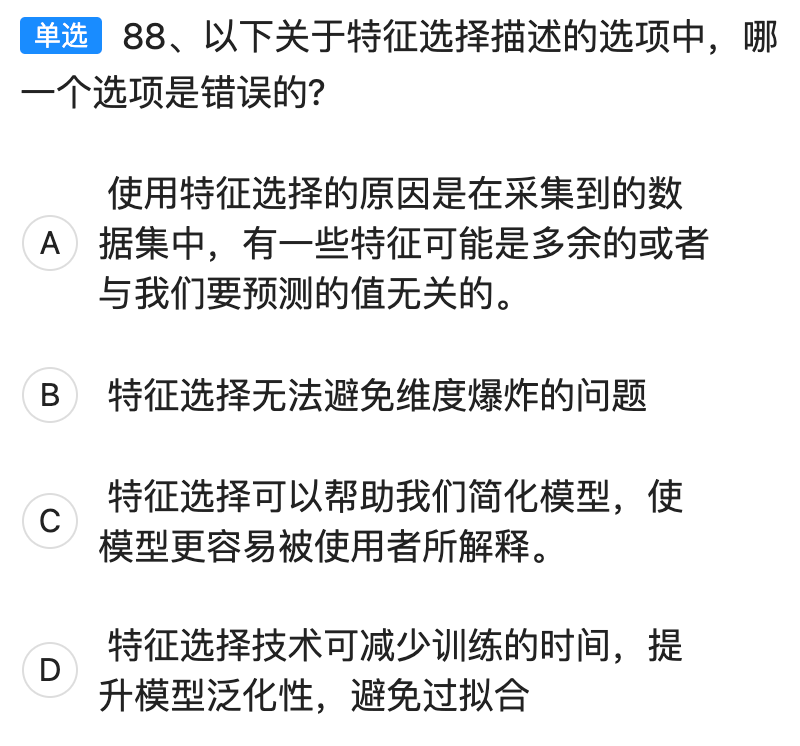 单选 88、以下关于特征选择描述的选项中，哪
一个选项是错误的?
使用特征选择的原因是在采集到的数
A 据集中，有一些特征可能是多余的或者
与我们要预测的值无关的。
B 特征选择无法避免维度爆炸的问题
特征选择可以帮助我们简化模型，使
C 模型更容易被使用者所解释。
特征选择技术可减少训练的时间，提
D 升模型泛化性，避免过拟合